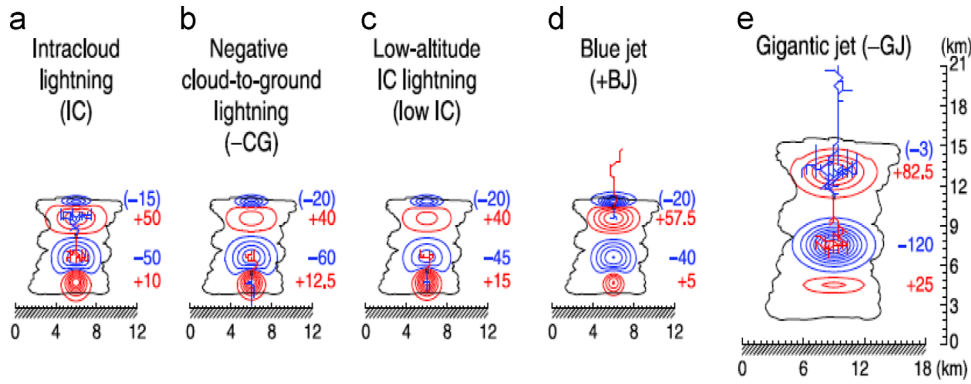 a
Intracloud
lightning
(IC)
(−15)
+50
−50
+10
0 4 8 12
b
Negative
cloud-to-ground
lightning
(−CG)
(−20)
+40
−60
+12.5
0 4 8 12
c
Low-altitude
IC lightning
(low IC)
(−20)
+40
−45
+15
0 4 8 12
d
Blue jet
(+BJ)
(−20)
+57.5
−40
+5
0 4 8 12
e
Gigantic jet (−GJ)
(km)
21
18
15
12
9
6
3
0
(−3)
+82.5
−120
+25
0 6 12 18 (km)